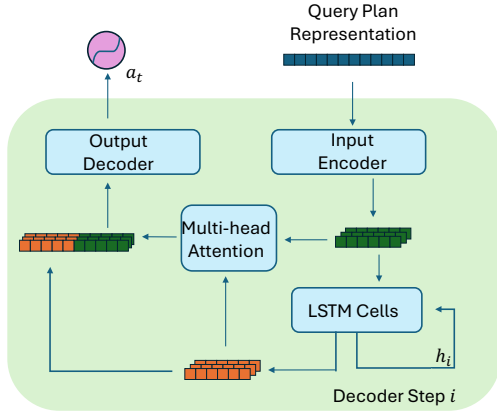 Query Plan
Representation
a_t
Output
Decoder
Input
Encoder
Multi-head
Attention
LSTM Cells
h_i
Decoder Step i